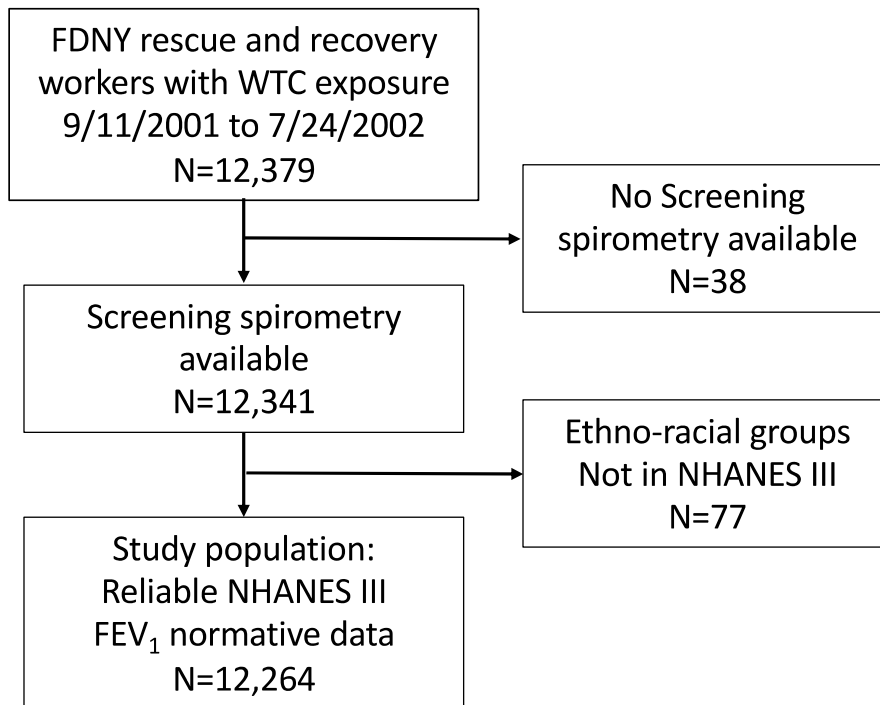 FDNY rescue and recovery
workers with WTC exposure
9/11/2001 to 7/24/2002
N=12,379
No Screening
spirometry available
N=38
Screening spirometry
available
N=12,341
Ethno-racial groups
Not in NHANES III
N=77
Study population:
Reliable NHANES III
FEV₁ normative data
N=12,264